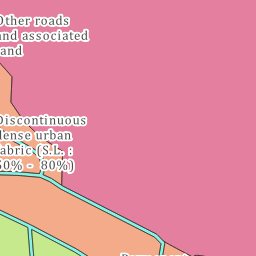 Other roads
and associated
land
Discontinuous
dense urban
fabric (S.L. :
50% - 80%)